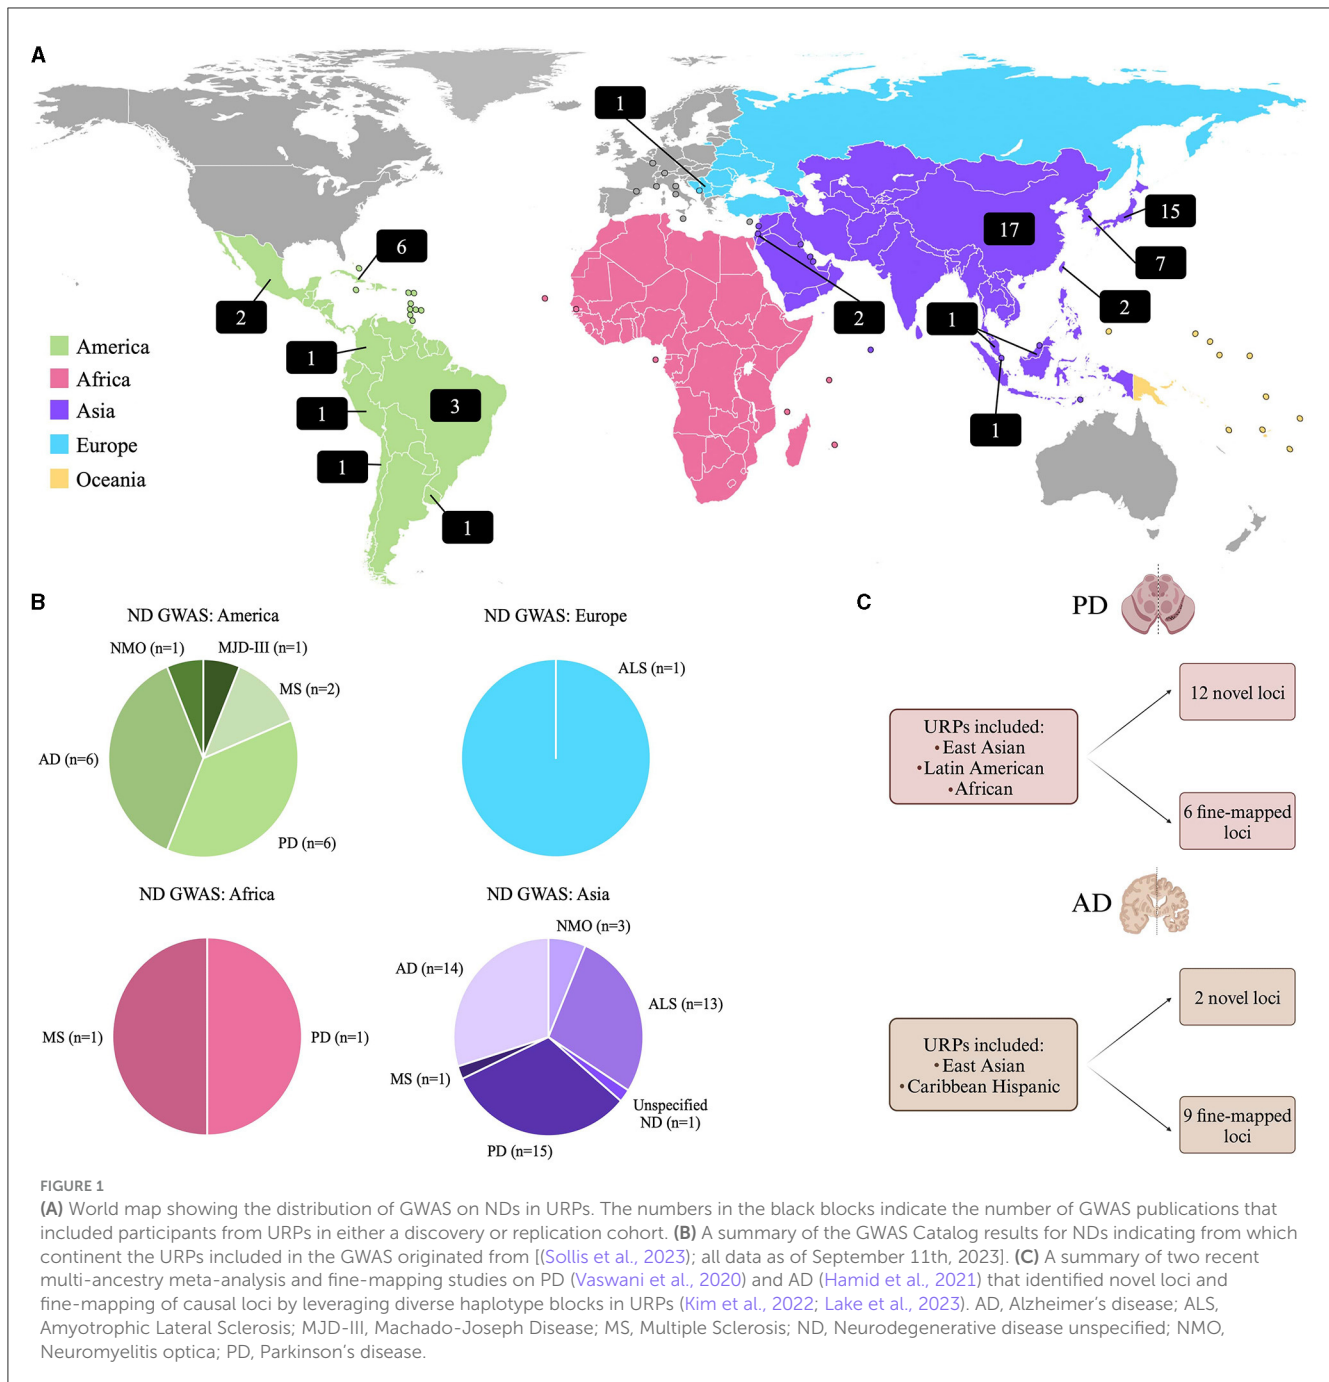 A
1
15
17
7
6
2
2
2
1
1
3
1
1
1
1
America
Africa
Asia
Europe
Oceania
B
ND GWAS: America
NMO (n=1)
MJD-III (n=1)
MS (n=2)
AD (n=6)
PD (n=6)
ND GWAS: Europe
ALS (n=1)
ND GWAS: Africa
MS (n=1)
PD (n=1)
ND GWAS: Asia
NMO (n=3)
AD (n=14)
ALS (n=13)
MS (n=1)
Unspecified
ND (n=1)
PD (n=15)
C
PD
URPs included:
•East Asian
•Latin American
•African
12 novel loci
6 fine-mapped
loci
AD
URPs included:
•East Asian
•Caribbean Hispanic
2 novel loci
9 fine-mapped
loci
FIGURE 1
(A) World map showing the distribution of GWAS on NDs in URPs. The numbers in the black blocks indicate the number of GWAS publications that
included participants from URPs in either a discovery or replication cohort. (B) A summary of the GWAS Catalog results for NDs indicating from which
continent the URPs included in the GWAS originated from [(Sollis et al., 2023); all data as of September 11th, 2023]. (C) A summary of two recent
multi-ancestry meta-analysis and fine-mapping studies on PD (Vaswani et al., 2020) and AD (Hamid et al., 2021) that identified novel loci and
fine-mapping of causal loci by leveraging diverse haplotype blocks in URPs (Kim et al., 2022; Lake et al., 2023). AD, Alzheimer's disease; ALS,
Amyotrophic Lateral Sclerosis; MJD-III, Machado-Joseph Disease; MS, Multiple Sclerosis; ND, Neurodegenerative disease unspecified; NMO,
Neuromyelitis optica; PD, Parkinson's disease.